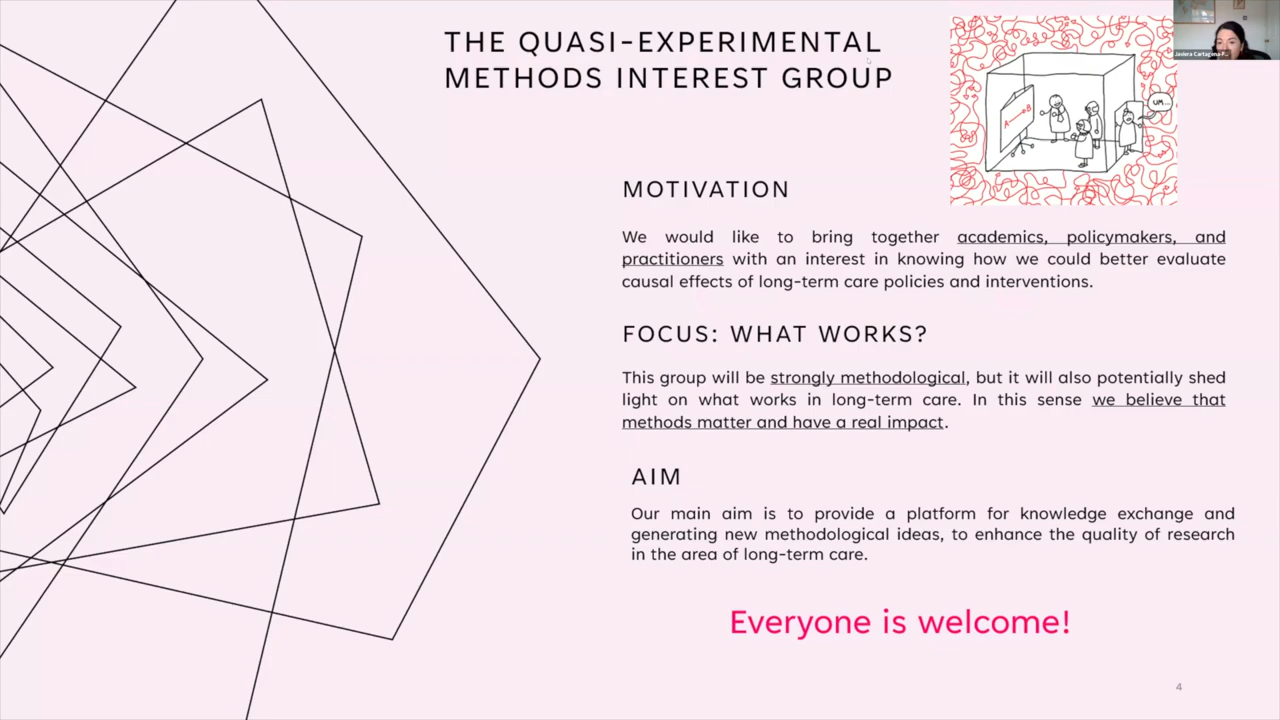 THE QUASI-EXPERIMENTAL
METHODS INTEREST GROUP
A
B
UM...
Javiera Cartagena F...
MOTIVATION
We would like to bring together academics, policymakers, and
practitioners with an interest in knowing how we could better evaluate
causal effects of long-term care policies and interventions.
FOCUS: WHAT WORKS?
This group will be strongly methodological, but it will also potentially shed
light on what works in long-term care. In this sense we believe that
methods matter and have a real impact.
AIM
Our main aim is to provide a platform for knowledge exchange and
generating new methodological ideas, to enhance the quality of research
in the area of long-term care.
Everyone is welcome!
4